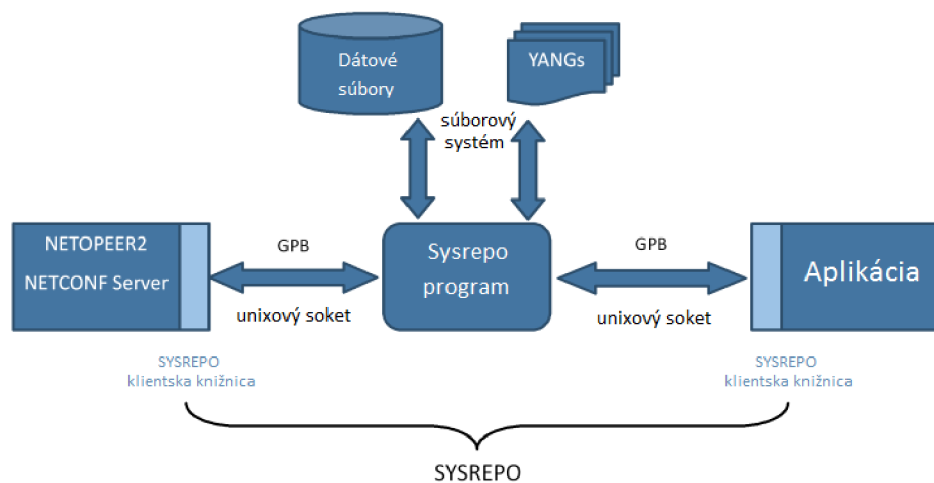 Dátové
súbory
YANGs
súborový
systém
NETOPEER2
NETCONF Server
GPB
unixový soket
Sysrepo
program
GPB
unixový soket
Aplikácia
SYSREPO
klientska knižnica
SYSREPO
klientska knižnica
SYSREPO